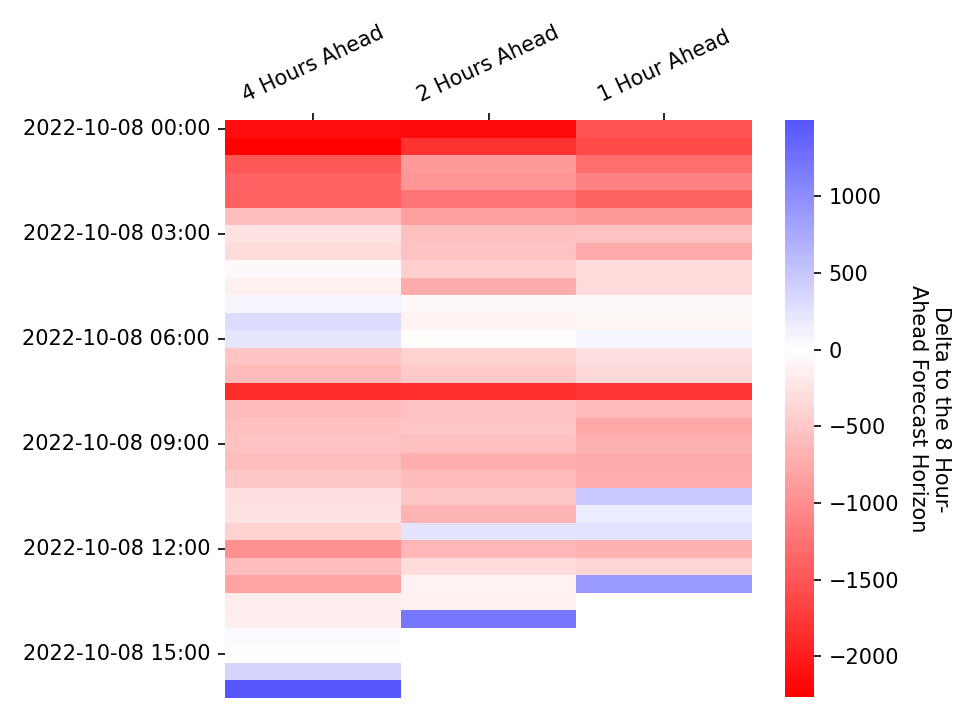 4 Hours Ahead
2 Hours Ahead
1 Hour Ahead
2022-10-08 00:00
2022-10-08 03:00
2022-10-08 06:00
2022-10-08 09:00
2022-10-08 12:00
2022-10-08 15:00
1000
500
0
−500
−1000
−1500
−2000
Delta to the 8 Hour-
Ahead Forecast Horizon